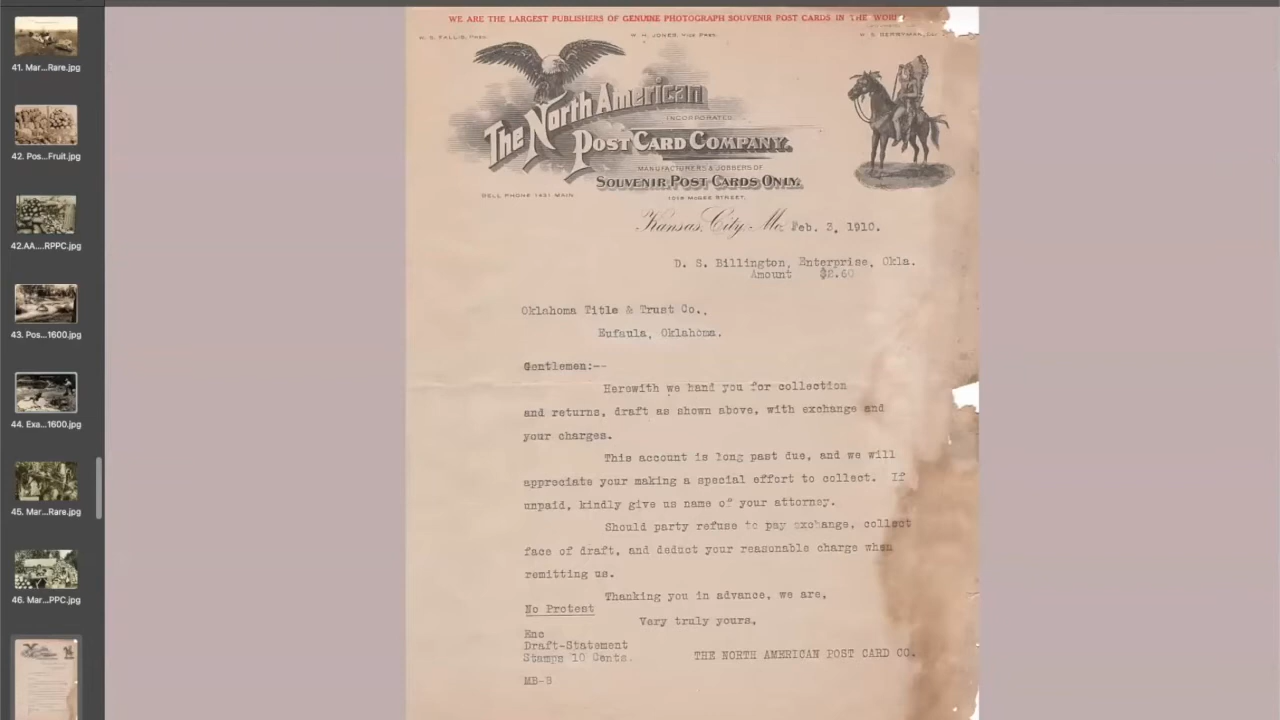 41. Mar...Rare.jpg
42. Pos...Fruit.jpg
42.AA....RPPC.jpg
43. Pos...1600.jpg
44. Exa...1600.jpg
45. Mar...Rare.jpg
46. Mar...PPC.jpg
WE ARE THE LARGEST PUBLISHERS OF GENUINE PHOTOGRAPH SOUVENIR POST CARDS IN THE WORL
H. S. FALLIS, PRES. W. H. JONES, VICE PRES. W. S. BERRYMAN,
The North American
INCORPORATED
POST CARD COMPANY.
MANUFACTURERS & JOBBERS OF
SOUVENIR POST CARDS ONLY.
BELL PHONE 1431 MAIN
McGEE STREET,
Kansas City, Mo. Feb. 3, 1910.
D. S. Billington, Enterprise, Okla.
Amount $2.60
Oklahoma Title & Trust Co.,
Eufaula, Oklahoma.
Gentlemen:--
Herewith we hand you for collection
and returns, draft as shown above, with exchange and
your charges.
This account is long past due, and we will
appreciate your making a special effort to collect. If
unpaid, kindly give us name of your attorney.
Should party refuse to pay exchange, collect
face of draft, and deduct your reasonable charge when
remitting us.
Thanking you in advance, we are,
No Protest
Very truly yours,
Enc
Draft-Statement
Stamps 10 Cents.
THE NORTH AMERICAN POST CARD CO.
MB-B